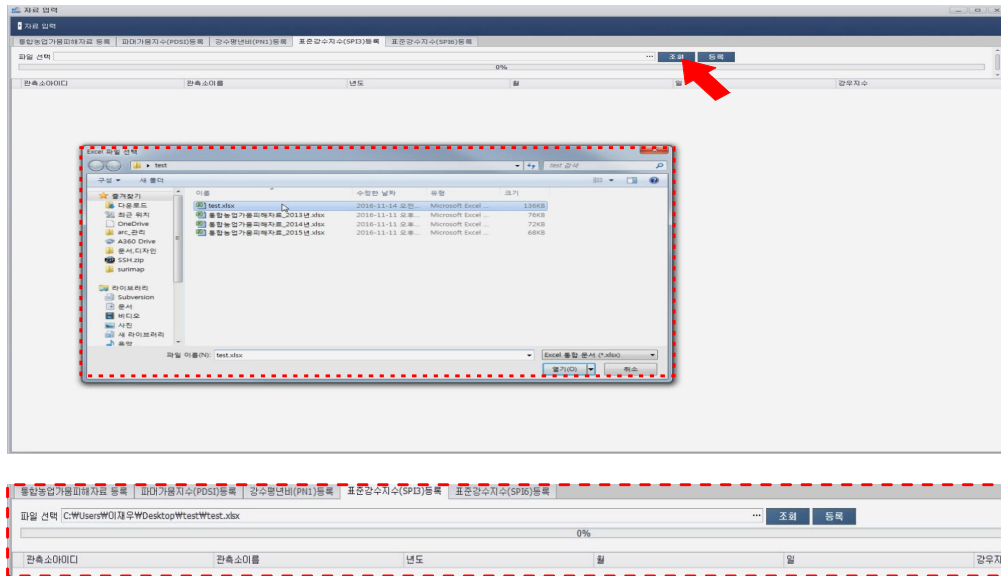 자료 입력
자료 입력
통합농업가뭄피해자료 등록 파머가뭄지수(PDSI)등록 강수평년비(PN1)등록 표준강수지수(SPI3)등록 표준강수지수(SPI6)등록
파일 선택 ... 조회 등록
0%
관측소아이디 관측소이름 년도 월 일 강우지수
Excel 파일 선택
test test 검색
구성 새 폴더
이름 수정한 날짜 유형 크기
즐겨찾기
다운로드
최근 위치
OneDrive
arc_관리
A360 Drive
문서,디자인
SSH.zip
surimap
test.xlsx 2016-11-14 오전... Microsoft Excel ... 136KB
통합농업가뭄피해자료_2013년.xlsx 2016-11-11 오후... Microsoft Excel ... 76KB
통합농업가뭄피해자료_2014년.xlsx 2016-11-11 오후... Microsoft Excel ... 72KB
통합농업가뭄피해자료_2015년.xlsx 2016-11-11 오후... Microsoft Excel ... 68KB
라이브러리
Subversion
문서
비디오
사진
새 라이브러리
음악
파일 이름(N): test.xlsx Excel 통합 문서 (*.xlsx)
열기(O) 취소
통합농업가뭄피해자료 등록 파머가뭄지수(PDSI)등록 강수평년비(PN1)등록 표준강수지수(SPI3)등록 표준강수지수(SPI6)등록
파일 선택 C:₩Users₩이재우₩Desktop₩test₩test.xlsx ... 조회 등록
0%
관측소아이디 관측소이름 년도 월 일 강우지